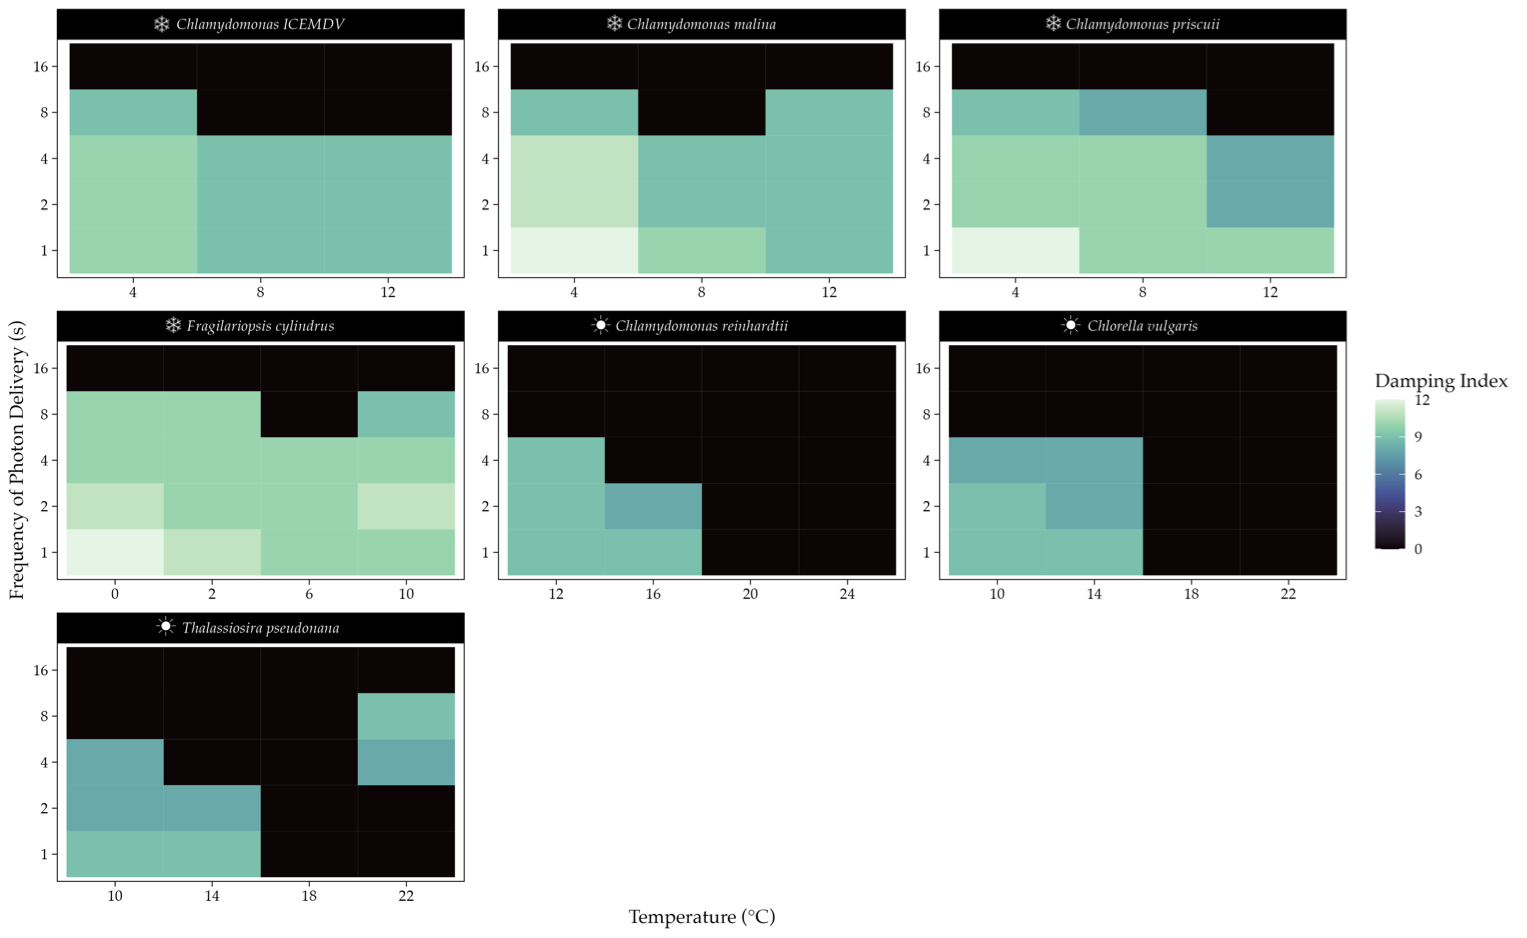 ❄ Chlamydomonas ICEMDV
❄ Chlamydomonas malina
❄ Chlamydomonas priscuii
16
8
4
2
1
4 8 12
16
8
4
2
1
4 8 12
16
8
4
2
1
4 8 12
Frequency of Photon Delivery (s)
❄ Fragilariopsis cylindrus
☀ Chlamydomonas reinhardtii
☀ Chlorella vulgaris
16
8
4
2
1
0 2 6 10
16
8
4
2
1
12 16 20 24
16
8
4
2
1
10 14 18 22
Damping Index
12
9
6
3
0
☀ Thalassiosira pseudonana
16
8
4
2
1
10 14 18 22
Temperature (°C)